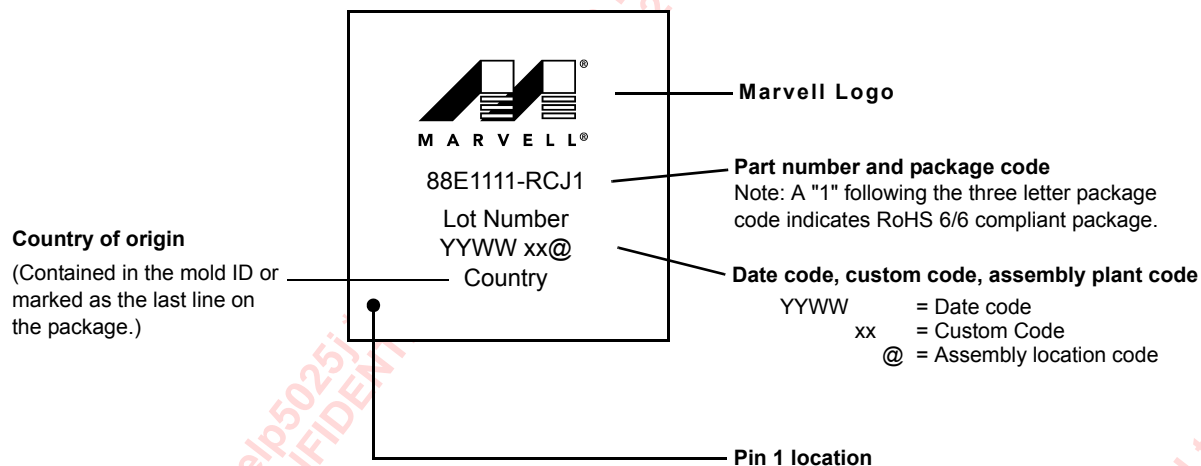 MARVELL®
®
88E1111-RCJ1
Lot Number
YYWW xx@
Country
Marvell Logo
Part number and package code
Note: A "1" following the three letter package
code indicates RoHS 6/6 compliant package.
Country of origin
(Contained in the mold ID or
marked as the last line on
the package.)
Date code, custom code, assembly plant code
YYWW = Date code
xx = Custom Code
@ = Assembly location code
Pin 1 location